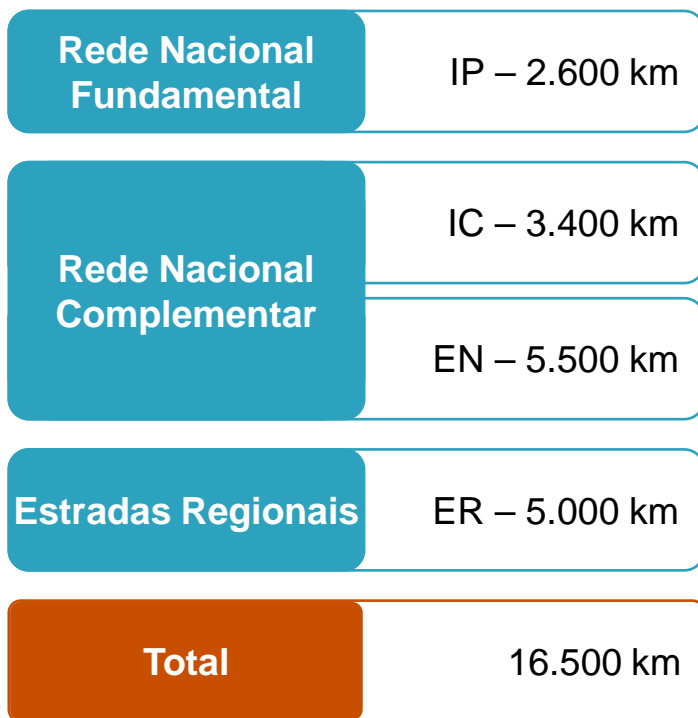 Rede Nacional
Fundamental
IP – 2.600 km
Rede Nacional
Complementar
IC – 3.400 km
EN – 5.500 km
Estradas Regionais
ER – 5.000 km
Total
16.500 km